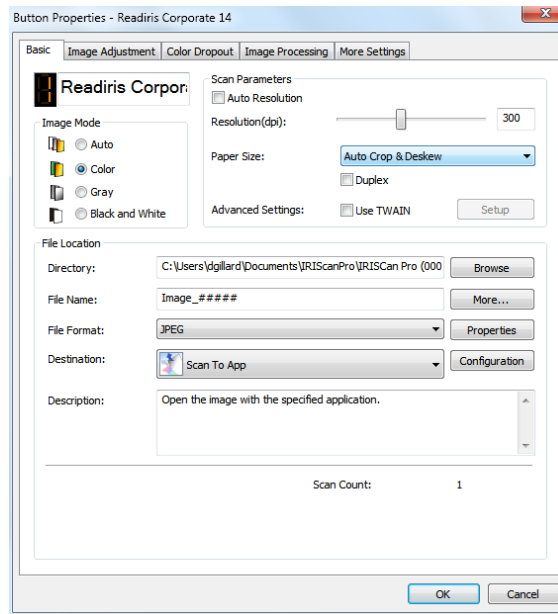 Button Properties - Readiris Corporate 14
Basic Image Adjustment Color Dropout Image Processing More Settings
1 Readiris Corpora
Image Mode
Auto
Color
Gray
Black and White
Scan Parameters
Auto Resolution
Resolution(dpi): 300
Paper Size: Auto Crop & Deskew
Duplex
Advanced Settings: Use TWAIN Setup
File Location
Directory: C:\Users\dgillard\Documents\IRIScanPro\IRISCan Pro (000 Browse
File Name: Image_##### More...
File Format: JPEG Properties
Destination: Scan To App Configuration
Description: Open the image with the specified application.
Scan Count: 1
OK Cancel